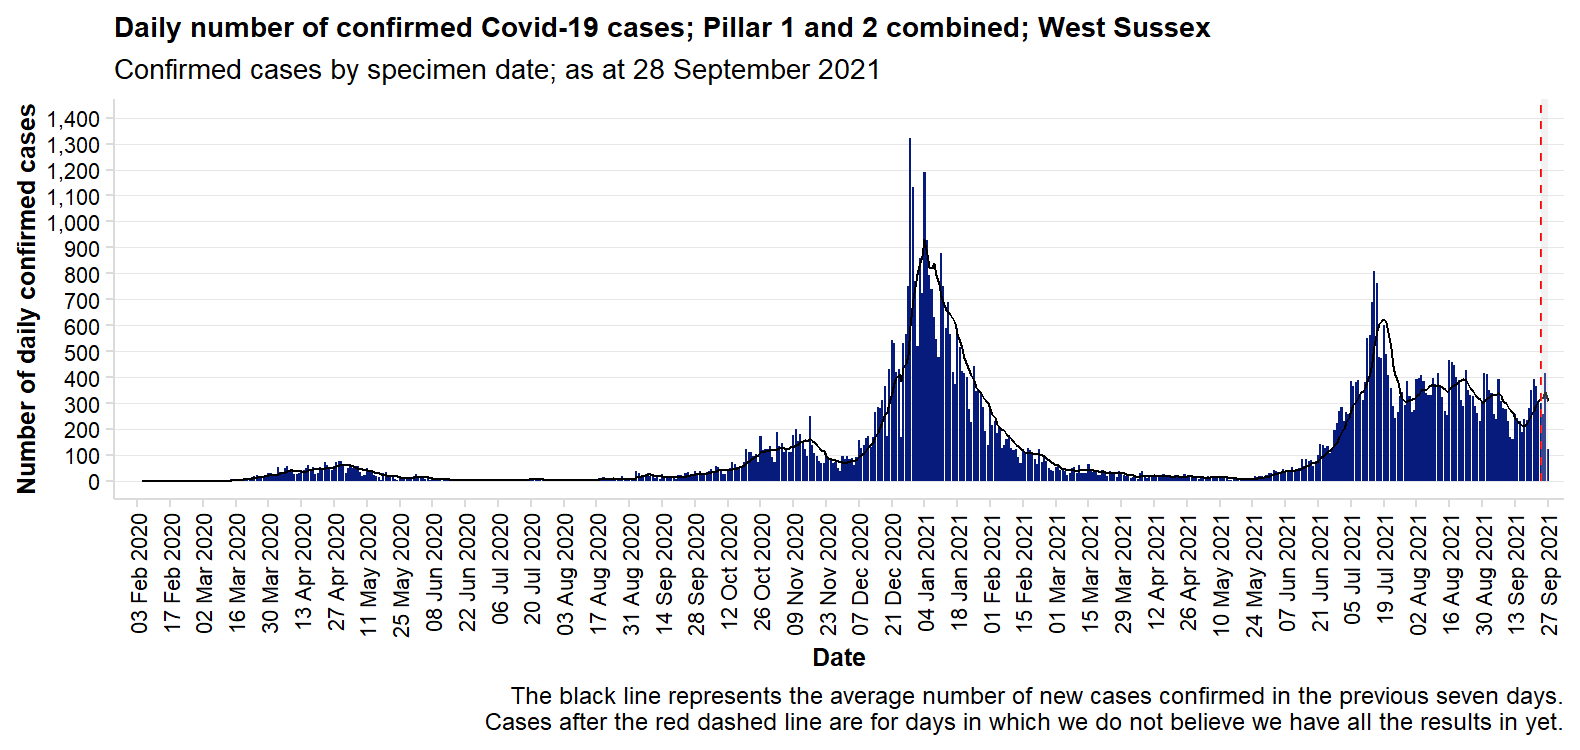 Daily number of confirmed Covid-19 cases; Pillar 1 and 2 combined; West Sussex
Confirmed cases by specimen date; as at 28 September 2021
Number of daily confirmed cases
1,400
1,300
1,200
1,100
1,000
900
800
700
600
500
400
300
200
100
0
03 Feb 2020
17 Feb 2020
02 Mar 2020
16 Mar 2020
30 Mar 2020
13 Apr 2020
27 Apr 2020
11 May 2020
25 May 2020
08 Jun 2020
22 Jun 2020
06 Jul 2020
20 Jul 2020
03 Aug 2020
17 Aug 2020
31 Aug 2020
14 Sep 2020
28 Sep 2020
12 Oct 2020
26 Oct 2020
09 Nov 2020
23 Nov 2020
07 Dec 2020
21 Dec 2020
04 Jan 2021
18 Jan 2021
01 Feb 2021
15 Feb 2021
01 Mar 2021
15 Mar 2021
29 Mar 2021
12 Apr 2021
26 Apr 2021
10 May 2021
24 May 2021
07 Jun 2021
21 Jun 2021
05 Jul 2021
19 Jul 2021
02 Aug 2021
16 Aug 2021
30 Aug 2021
13 Sep 2021
27 Sep 2021
Date
The black line represents the average number of new cases confirmed in the previous seven days.
Cases after the red dashed line are for days in which we do not believe we have all the results in yet.